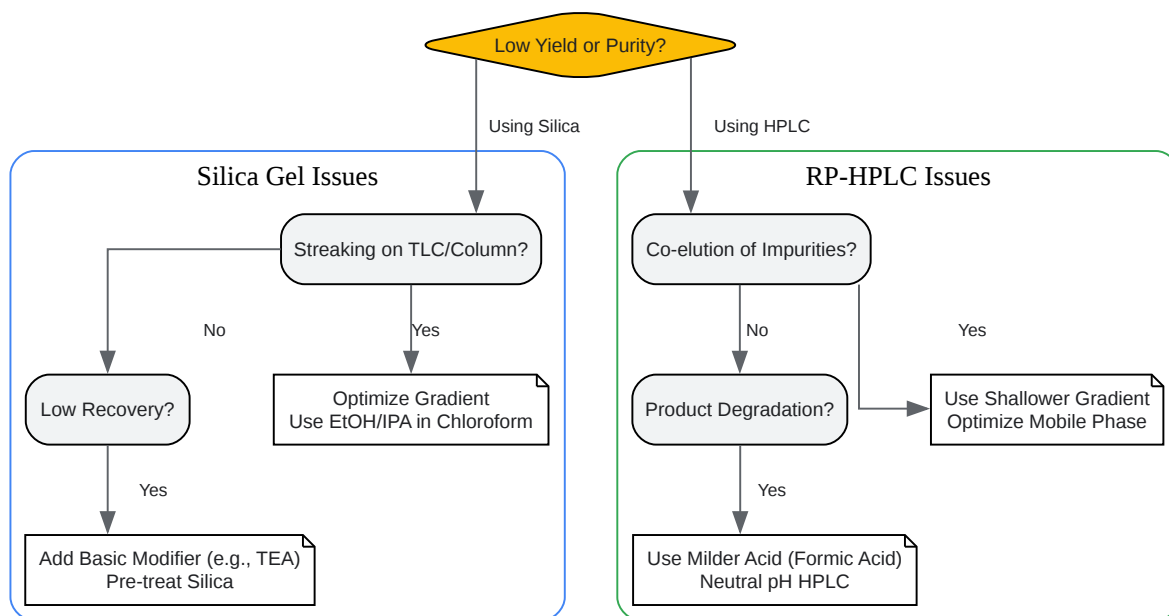 Low Yield or Purity?
Using Silica
Using HPLC
Silica Gel Issues
RP-HPLC Issues
Streaking on TLC/Column?
Co-elution of Impurities?
No
Yes
No
Yes
Low Recovery?
Optimize Gradient
Use EtOH/IPA in Chloroform
Product Degradation?
Use Shallower Gradient
Optimize Mobile Phase
Yes
Yes
Add Basic Modifier (e.g., TEA)
Pre-treat Silica
Use Milder Acid (Formic Acid)
Neutral pH HPLC